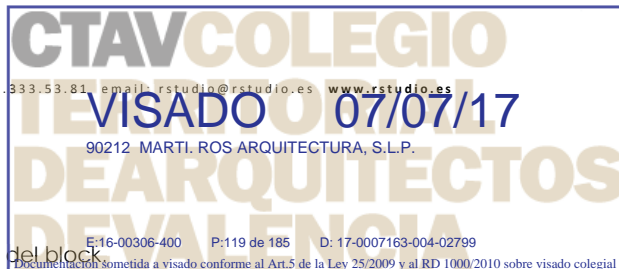 CTAVCOLEGIO
.333.53.81 email: rstudio@rstudio.es www.rstudio.es
TERRITORIAL
VISADO 07/07/17
90212 MARTI. ROS ARQUITECTURA, S.L.P.
DEARQUITECTOS
DEVALENCIA
E:16-00306-400 P:119 de 185 D: 17-0007163-004-02799
del block.
Documentación sometida a visado conforme al Art.5 de la Ley 25/2009 y al RD 1000/2010 sobre visado colegial